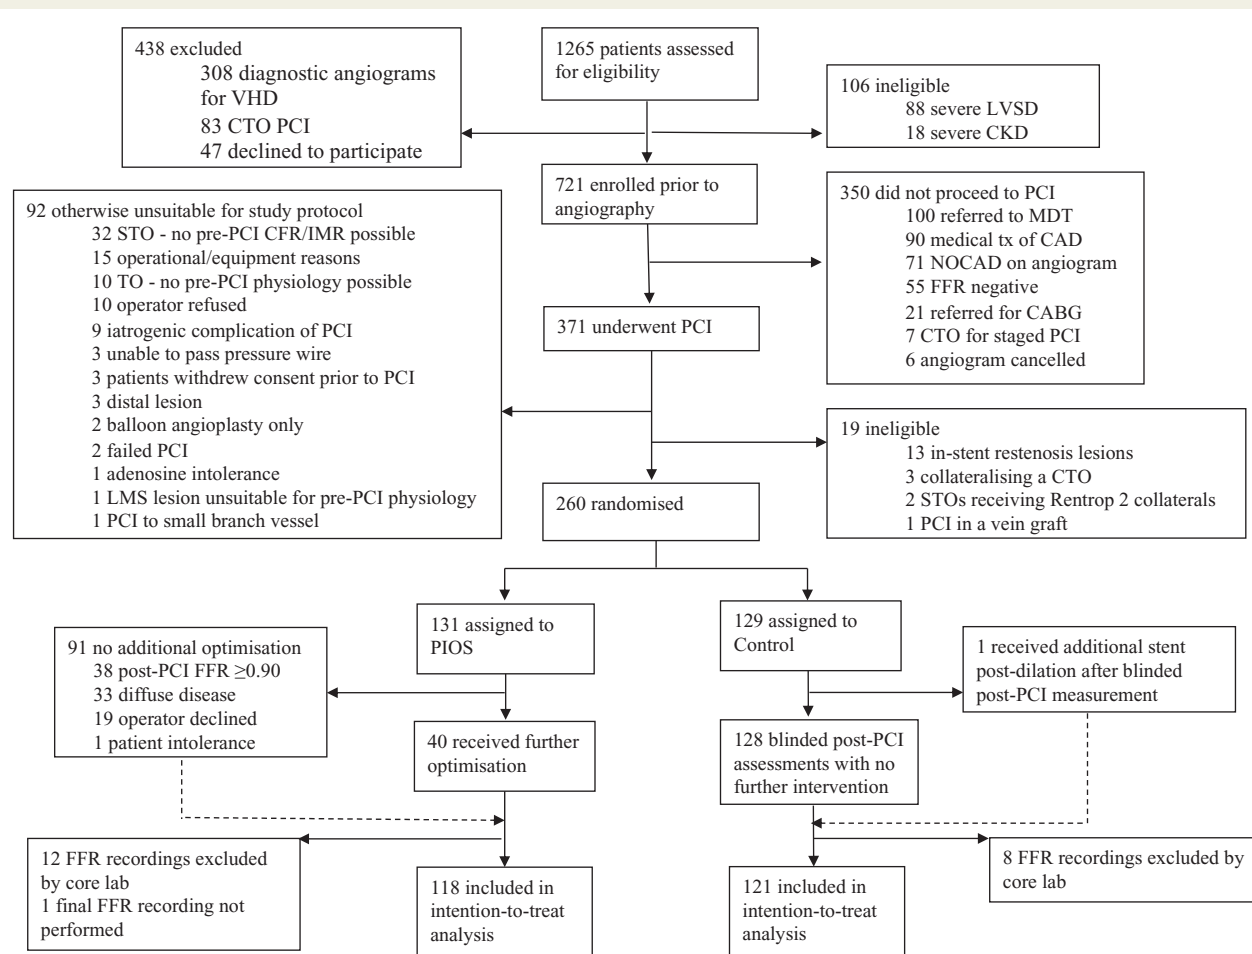 438 excluded
308 diagnostic angiograms
for VHD
83 CTO PCI
47 declined to participate
1265 patients assessed
for eligibility
106 ineligible
88 severe LVSD
18 severe CKD
721 enrolled prior to
angiography
92 otherwise unsuitable for study protocol
32 STO - no pre-PCI CFR/IMR possible
15 operational/equipment reasons
10 TO - no pre-PCI physiology possible
10 operator refused
9 iatrogenic complication of PCI
3 unable to pass pressure wire
3 patients withdrew consent prior to PCI
3 distal lesion
2 balloon angioplasty only
2 failed PCI
1 adenosine intolerance
1 LMS lesion unsuitable for pre-PCI physiology
1 PCI to small branch vessel
350 did not proceed to PCI
100 referred to MDT
90 medical tx of CAD
71 NOCAD on angiogram
55 FFR negative
21 referred for CABG
7 CTO for staged PCI
6 angiogram cancelled
371 underwent PCI
19 ineligible
13 in-stent restenosis lesions
3 collateralising a CTO
2 STOs receiving Rentrop 2 collaterals
1 PCI in a vein graft
260 randomised
131 assigned to
PIOS
129 assigned to
Control
91 no additional optimisation
38 post-PCI FFR ≥0.90
33 diffuse disease
19 operator declined
1 patient intolerance
1 received additional stent
post-dilation after blinded
post-PCI measurement
40 received further
optimisation
128 blinded post-PCI
assessments with no
further intervention
12 FFR recordings excluded
by core lab
1 final FFR recording not
performed
118 included in
intention-to-treat
analysis
121 included in
intention-to-treat
analysis
8 FFR recordings excluded by
core lab